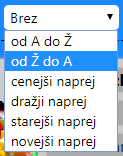 Brez
od A do Ž
od Ž do A
cenejši naprej
dražji naprej
starejši naprej
novejši naprej